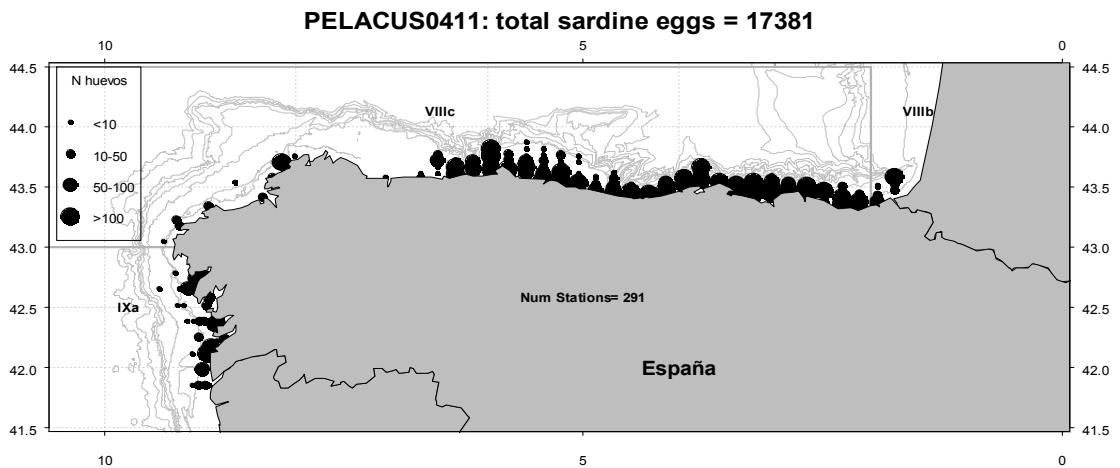 PELACUS0411: total sardine eggs = 17381
10 5 0
44.5 44.5
N huevos
<10
10-50
50-100
>100
VIIIc VIIIb
44.0 44.0
43.5 43.5
43.0 43.0
IXa
Num Stations= 291
42.5 42.5
España
42.0 42.0
41.5 41.5
10 5 0